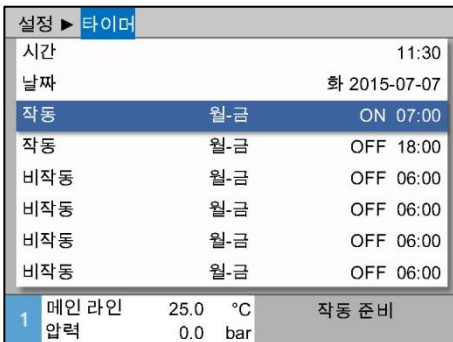 설정 ▶ 타이머
시간 11:30
날짜 화 2015-07-07
작동 월-금 ON 07:00
작동 월-금 OFF 18:00
비작동 월-금 OFF 06:00
비작동 월-금 OFF 06:00
비작동 월-금 OFF 06:00
비작동 월-금 OFF 06:00
1 메인 라인 25.0 °C 작동 준비
압력 0.0 bar